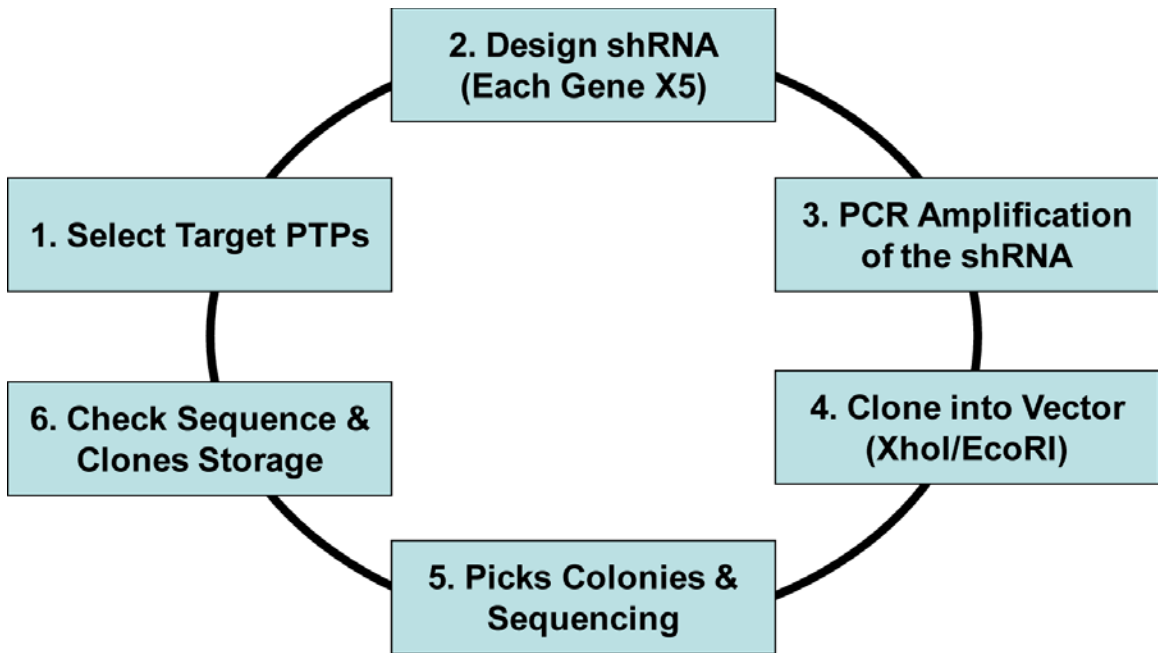 1. Select Target PTPs
2. Design shRNA
(Each Gene X5)
3. PCR Amplification
of the shRNA
4. Clone into Vector
(XhoI/EcoRI)
5. Picks Colonies &
Sequencing
6. Check Sequence &
Clones Storage